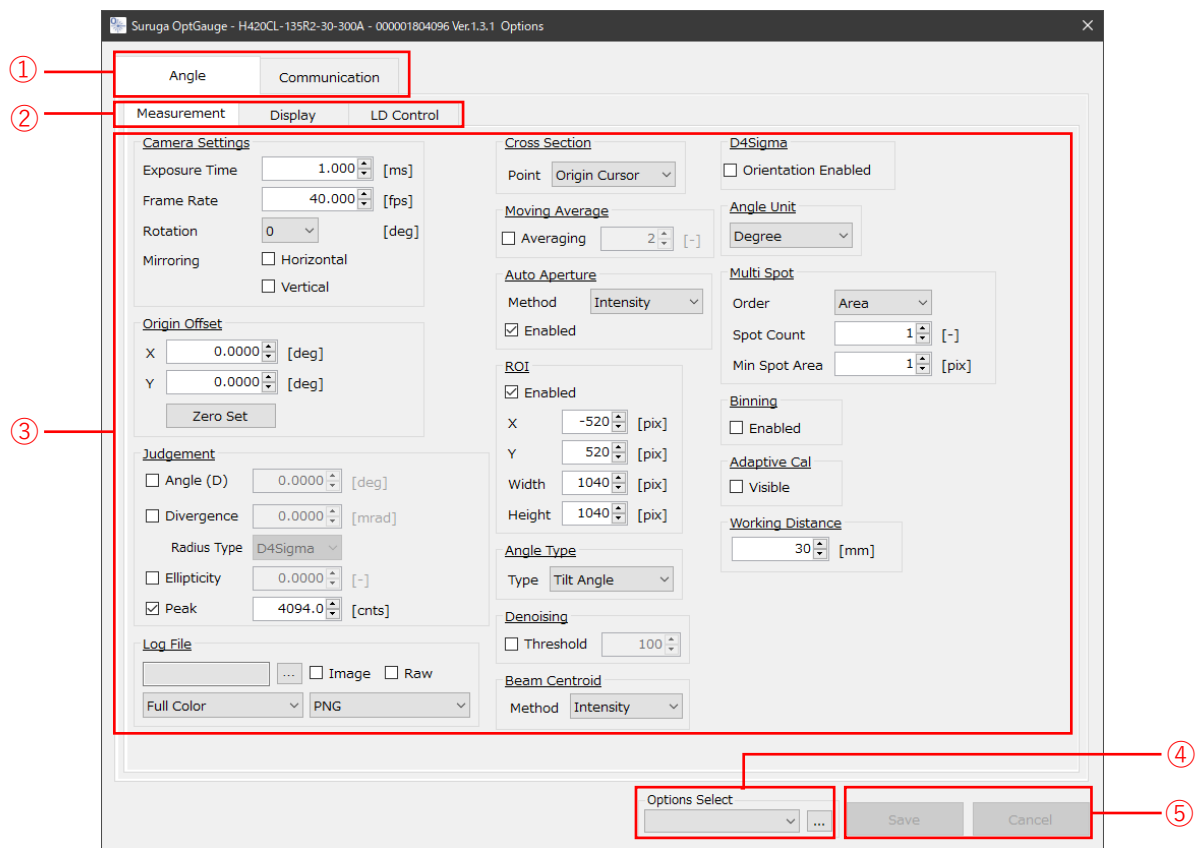 Suruga OptGauge - H420CL-135R2-30-300A - 000001804096 Ver.1.3.1 Options
①
Angle
Communication
②
Measurement
Display
LD Control
③
Camera Settings
Exposure Time 1.000 [ms]
Frame Rate 40.000 [fps]
Rotation 0 [deg]
Mirroring Horizontal
Vertical
Origin Offset
X 0.0000 [deg]
Y 0.0000 [deg]
Zero Set
Judgement
Angle (D) 0.0000 [deg]
Divergence 0.0000 [mrad]
Radius Type D4Sigma
Ellipticity 0.0000 [-]
Peak 4094.0 [cnts]
Log File
... Image Raw
Full Color PNG
Cross Section
Point Origin Cursor
Moving Average
Averaging 2 [-]
Auto Aperture
Method Intensity
Enabled
ROI
Enabled
X -520 [pix]
Y 520 [pix]
Width 1040 [pix]
Height 1040 [pix]
Angle Type
Type Tilt Angle
Denoising
Threshold 100
Beam Centroid
Method Intensity
D4Sigma
Orientation Enabled
Angle Unit
Degree
Multi Spot
Order Area
Spot Count 1 [-]
Min Spot Area 1 [pix]
Binning
Enabled
Adaptive Cal
Visible
Working Distance
30 [mm]
④
Options Select
...
Save
Cancel
⑤